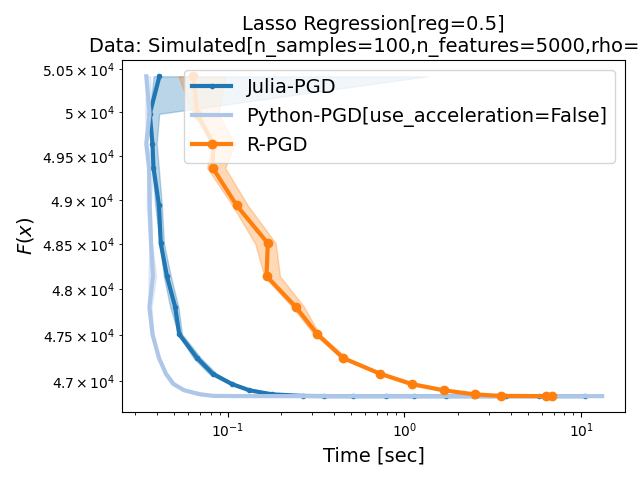 Lasso Regression[reg=0.5]
Data: Simulated[n_samples=100,n_features=5000,rho=
5.05 × 10⁴
5 × 10⁴
4.95 × 10⁴
4.9 × 10⁴
4.85 × 10⁴
4.8 × 10⁴
4.75 × 10⁴
4.7 × 10⁴
F(x)
Julia-PGD
Python-PGD[use_acceleration=False]
R-PGD
10⁻¹ 10⁰ 10¹
Time [sec]